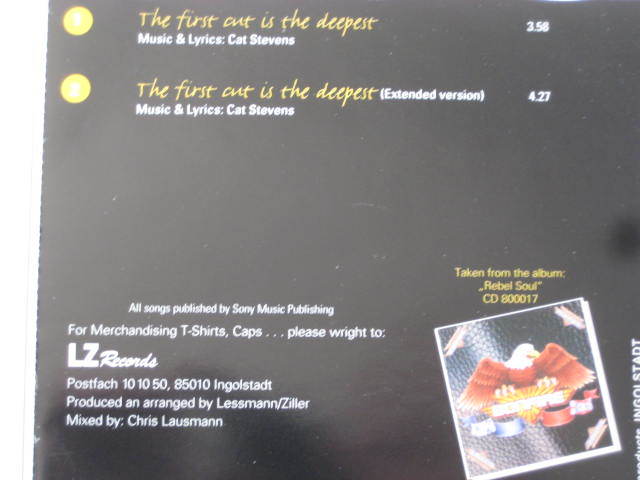 1 The first cut is the deepest 3.58
Music & Lyrics: Cat Stevens
2 The first cut is the deepest (Extended version) 4.27
Music & Lyrics: Cat Stevens
Taken from the album:
„Rebel Soul"
CD 800017
All songs published by Sony Music Publishing
For Merchandising T-Shirts, Caps . . . please wright to:
LZ Records
Postfach 10 10 50, 85010 Ingolstadt
Produced an arranged by Lessmann/Ziller
Mixed by: Chris Lausmann
INGOLSTADT